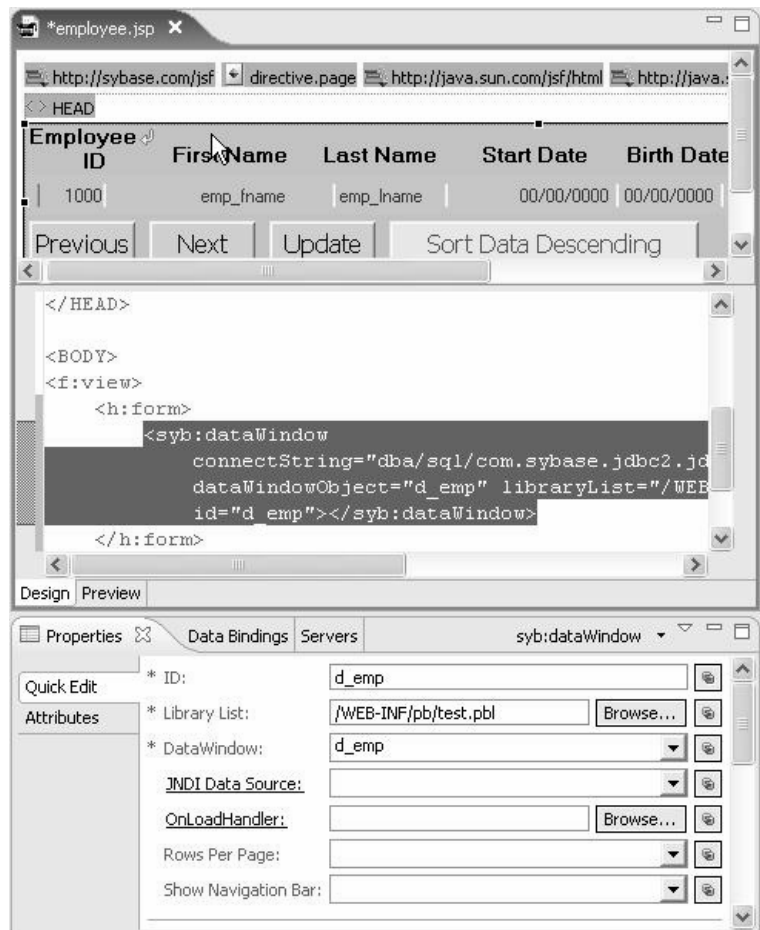 *employee.jsp
http://sybase.com/jsf directive.page http://java.sun.com/jsf/html http://java.s
HEAD
Employee ID First Name Last Name Start Date Birth Date
1000 emp_fname emp_lname 00/00/0000 00/00/0000
Previous Next Update Sort Data Descending
</HEAD>
<BODY>
<f:view>
<h:form>
<syb:dataWindow
connectString="dba/sql/com.sybase.jdbc2.jd
dataWindowObject="d_emp" libraryList="/WEB
id="d_emp"></syb:dataWindow>
</h:form>
Design Preview
Properties Data Bindings Servers syb:dataWindow
Quick Edit
Attributes
* ID: d_emp
* Library List: /WEB-INF/pb/test.pbl Browse...
* DataWindow: d_emp
JNDI Data Source:
OnLoadHandler: Browse...
Rows Per Page:
Show Navigation Bar: